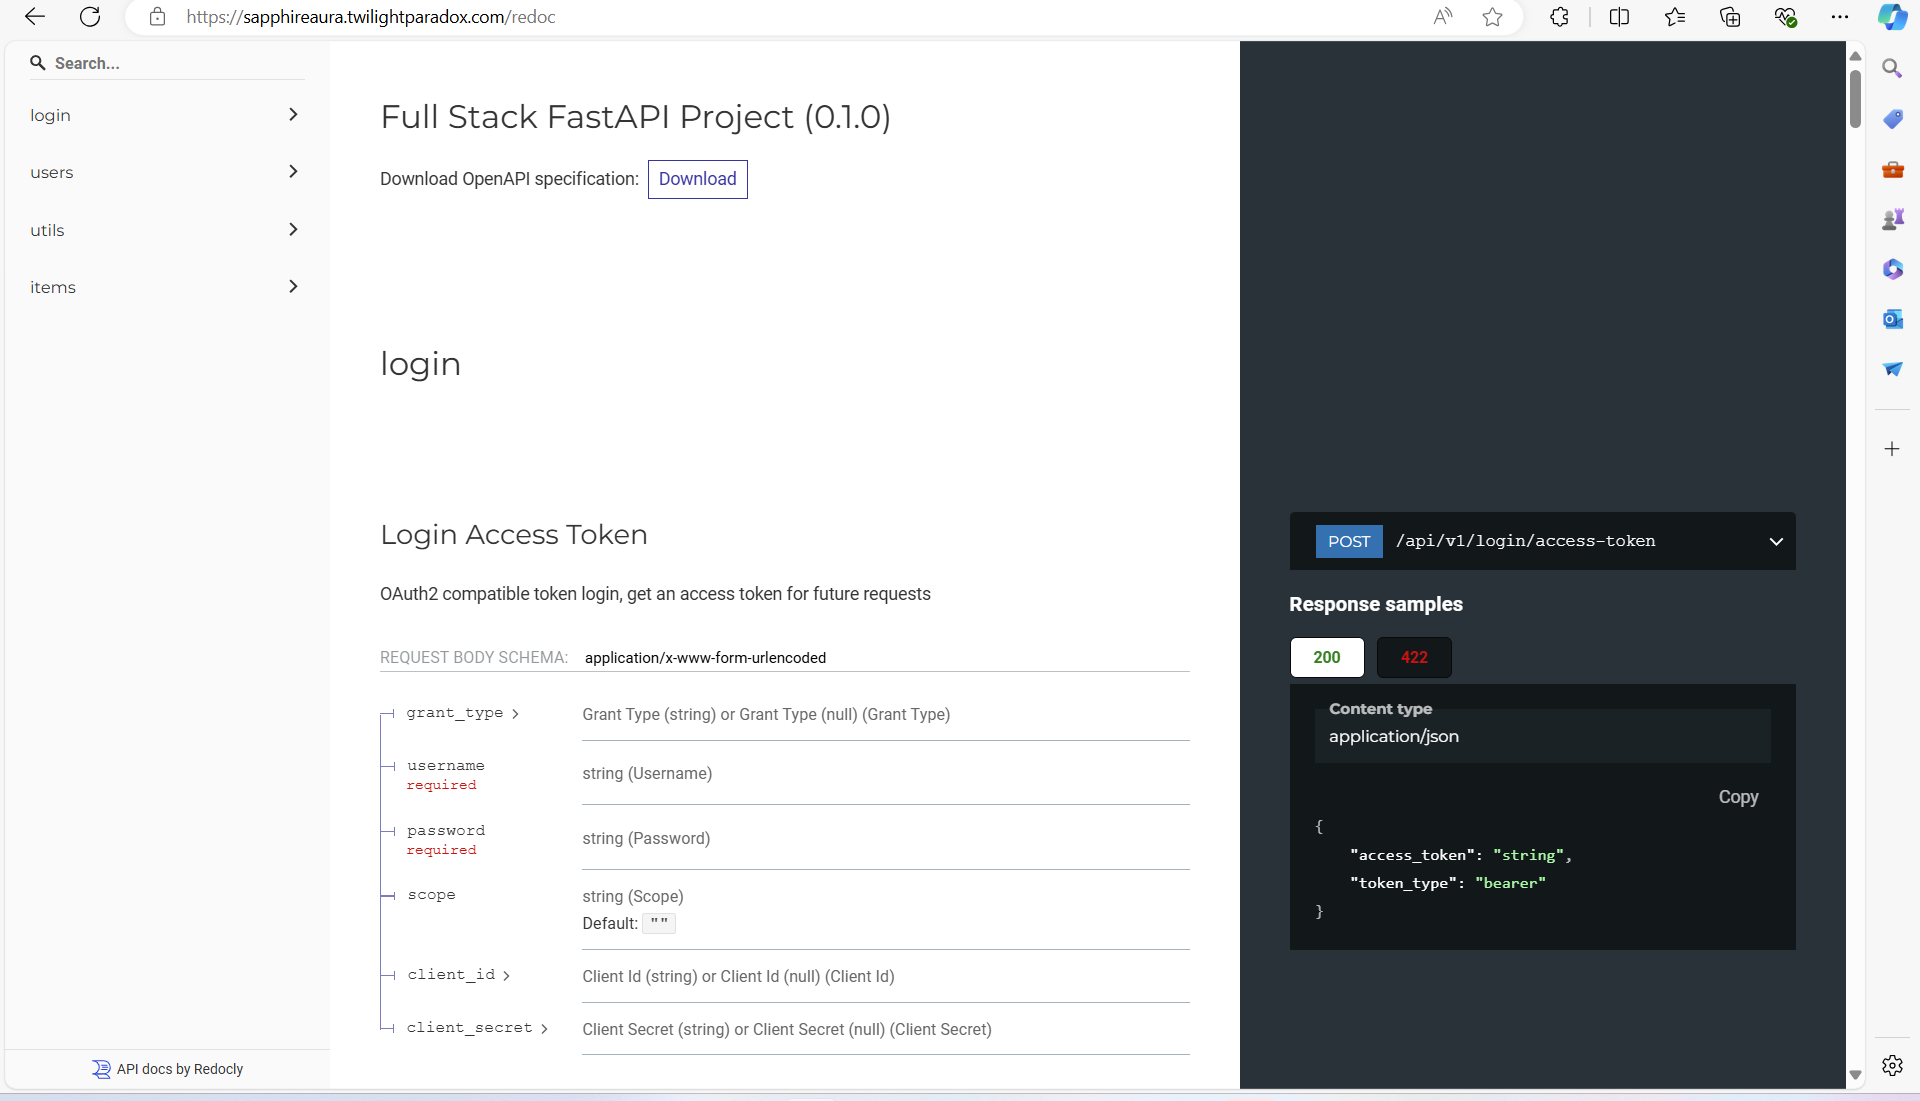 https://sapphireaura.twilightparadox.com/redoc
Search...
login
users
utils
items
API docs by Redocly
Full Stack FastAPI Project (0.1.0)
Download OpenAPI specification: Download
login
Login Access Token
OAuth2 compatible token login, get an access token for future requests
REQUEST BODY SCHEMA: application/x-www-form-urlencoded
grant_type Grant Type (string) or Grant Type (null) (Grant Type)
username
required
string (Username)
password
required
string (Password)
scope string (Scope)
Default: ""
client_id Client Id (string) or Client Id (null) (Client Id)
client_secret Client Secret (string) or Client Secret (null) (Client Secret)
POST /api/v1/login/access-token
Response samples
200 422
Content type
application/json
Copy
{
"access_token": "string",
"token_type": "bearer"
}